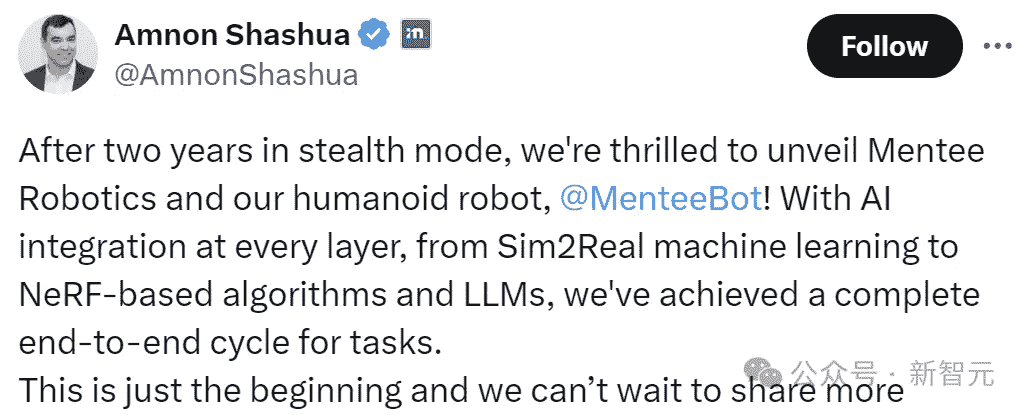 Amnon Shashua in
@AmnonShashua
Follow
After two years in stealth mode, we're thrilled to unveil Mentee
Robotics and our humanoid robot, @MenteeBot! With AI
integration at every layer, from Sim2Real machine learning to
NeRF-based algorithms and LLMs, we've achieved a complete
end-to-end cycle for tasks.
This is just the beginning and we can’t wait to share more
公众号 · 新智元